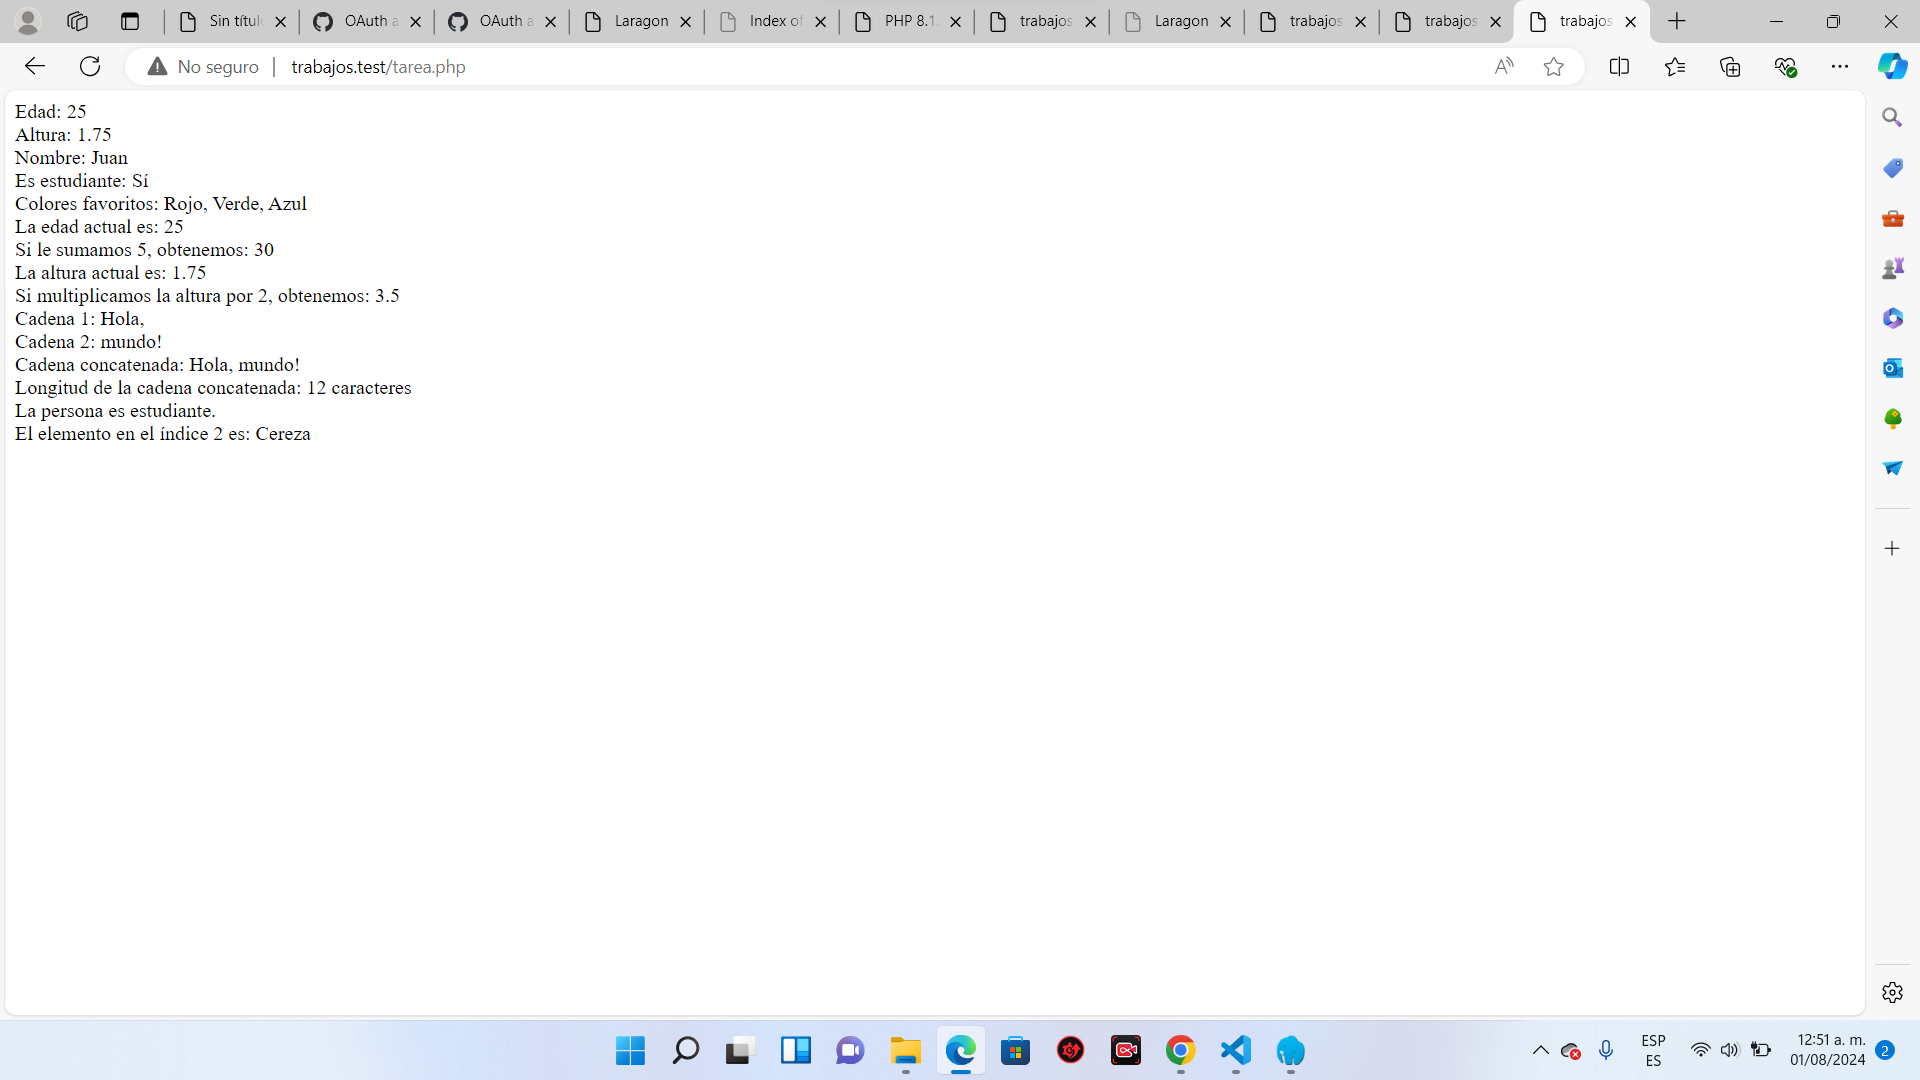 Sin títul
OAuth a
OAuth a
Laragon
Index of
PHP 8.1.
trabajos
Laragon
trabajos
trabajos
trabajos
No seguro
trabajos.test/tarea.php
Edad: 25
Altura: 1.75
Nombre: Juan
Es estudiante: Sí
Colores favoritos: Rojo, Verde, Azul
La edad actual es: 25
Si le sumamos 5, obtenemos: 30
La altura actual es: 1.75
Si multiplicamos la altura por 2, obtenemos: 3.5
Cadena 1: Hola,
Cadena 2: mundo!
Cadena concatenada: Hola, mundo!
Longitud de la cadena concatenada: 12 caracteres
La persona es estudiante.
El elemento en el índice 2 es: Cereza
ESP
ES
12:51 a. m.
01/08/2024
2